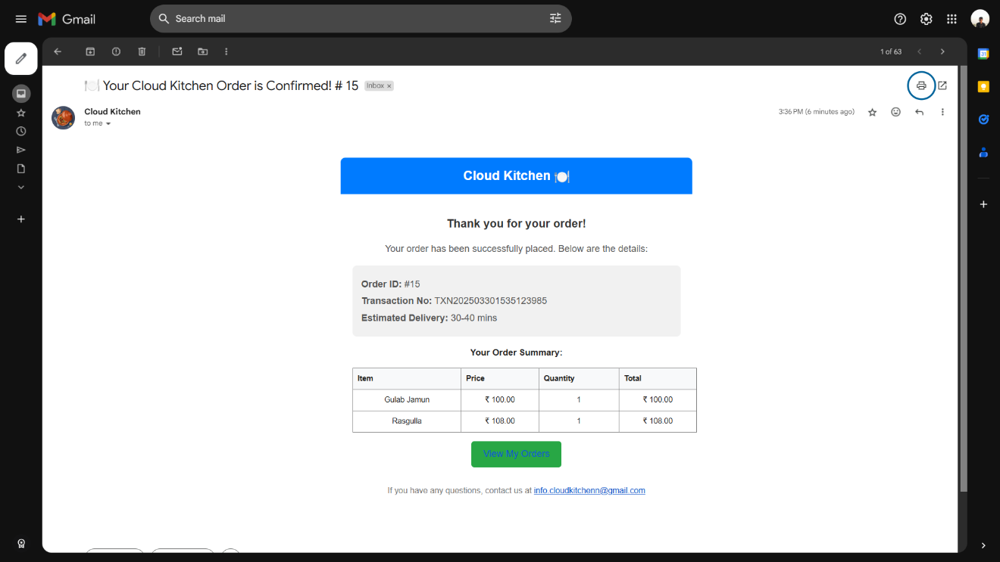 Gmail
Search mail
1 of 63
🍽️ Your Cloud Kitchen Order is Confirmed! # 15 Inbox ×
Cloud Kitchen
3:36 PM (6 minutes ago)
to me
Cloud Kitchen 🍽️
Thank you for your order!
Your order has been successfully placed. Below are the details:
Order ID: #15
Transaction No: TXN202503301535123985
Estimated Delivery: 30-40 mins
Your Order Summary:
Item Price Quantity Total
Gulab Jamun ₹ 100.00 1 ₹ 100.00
Rasgulla ₹ 108.00 1 ₹ 108.00
View My Orders
If you have any questions, contact us at info.cloudkitchenn@gmail.com
31